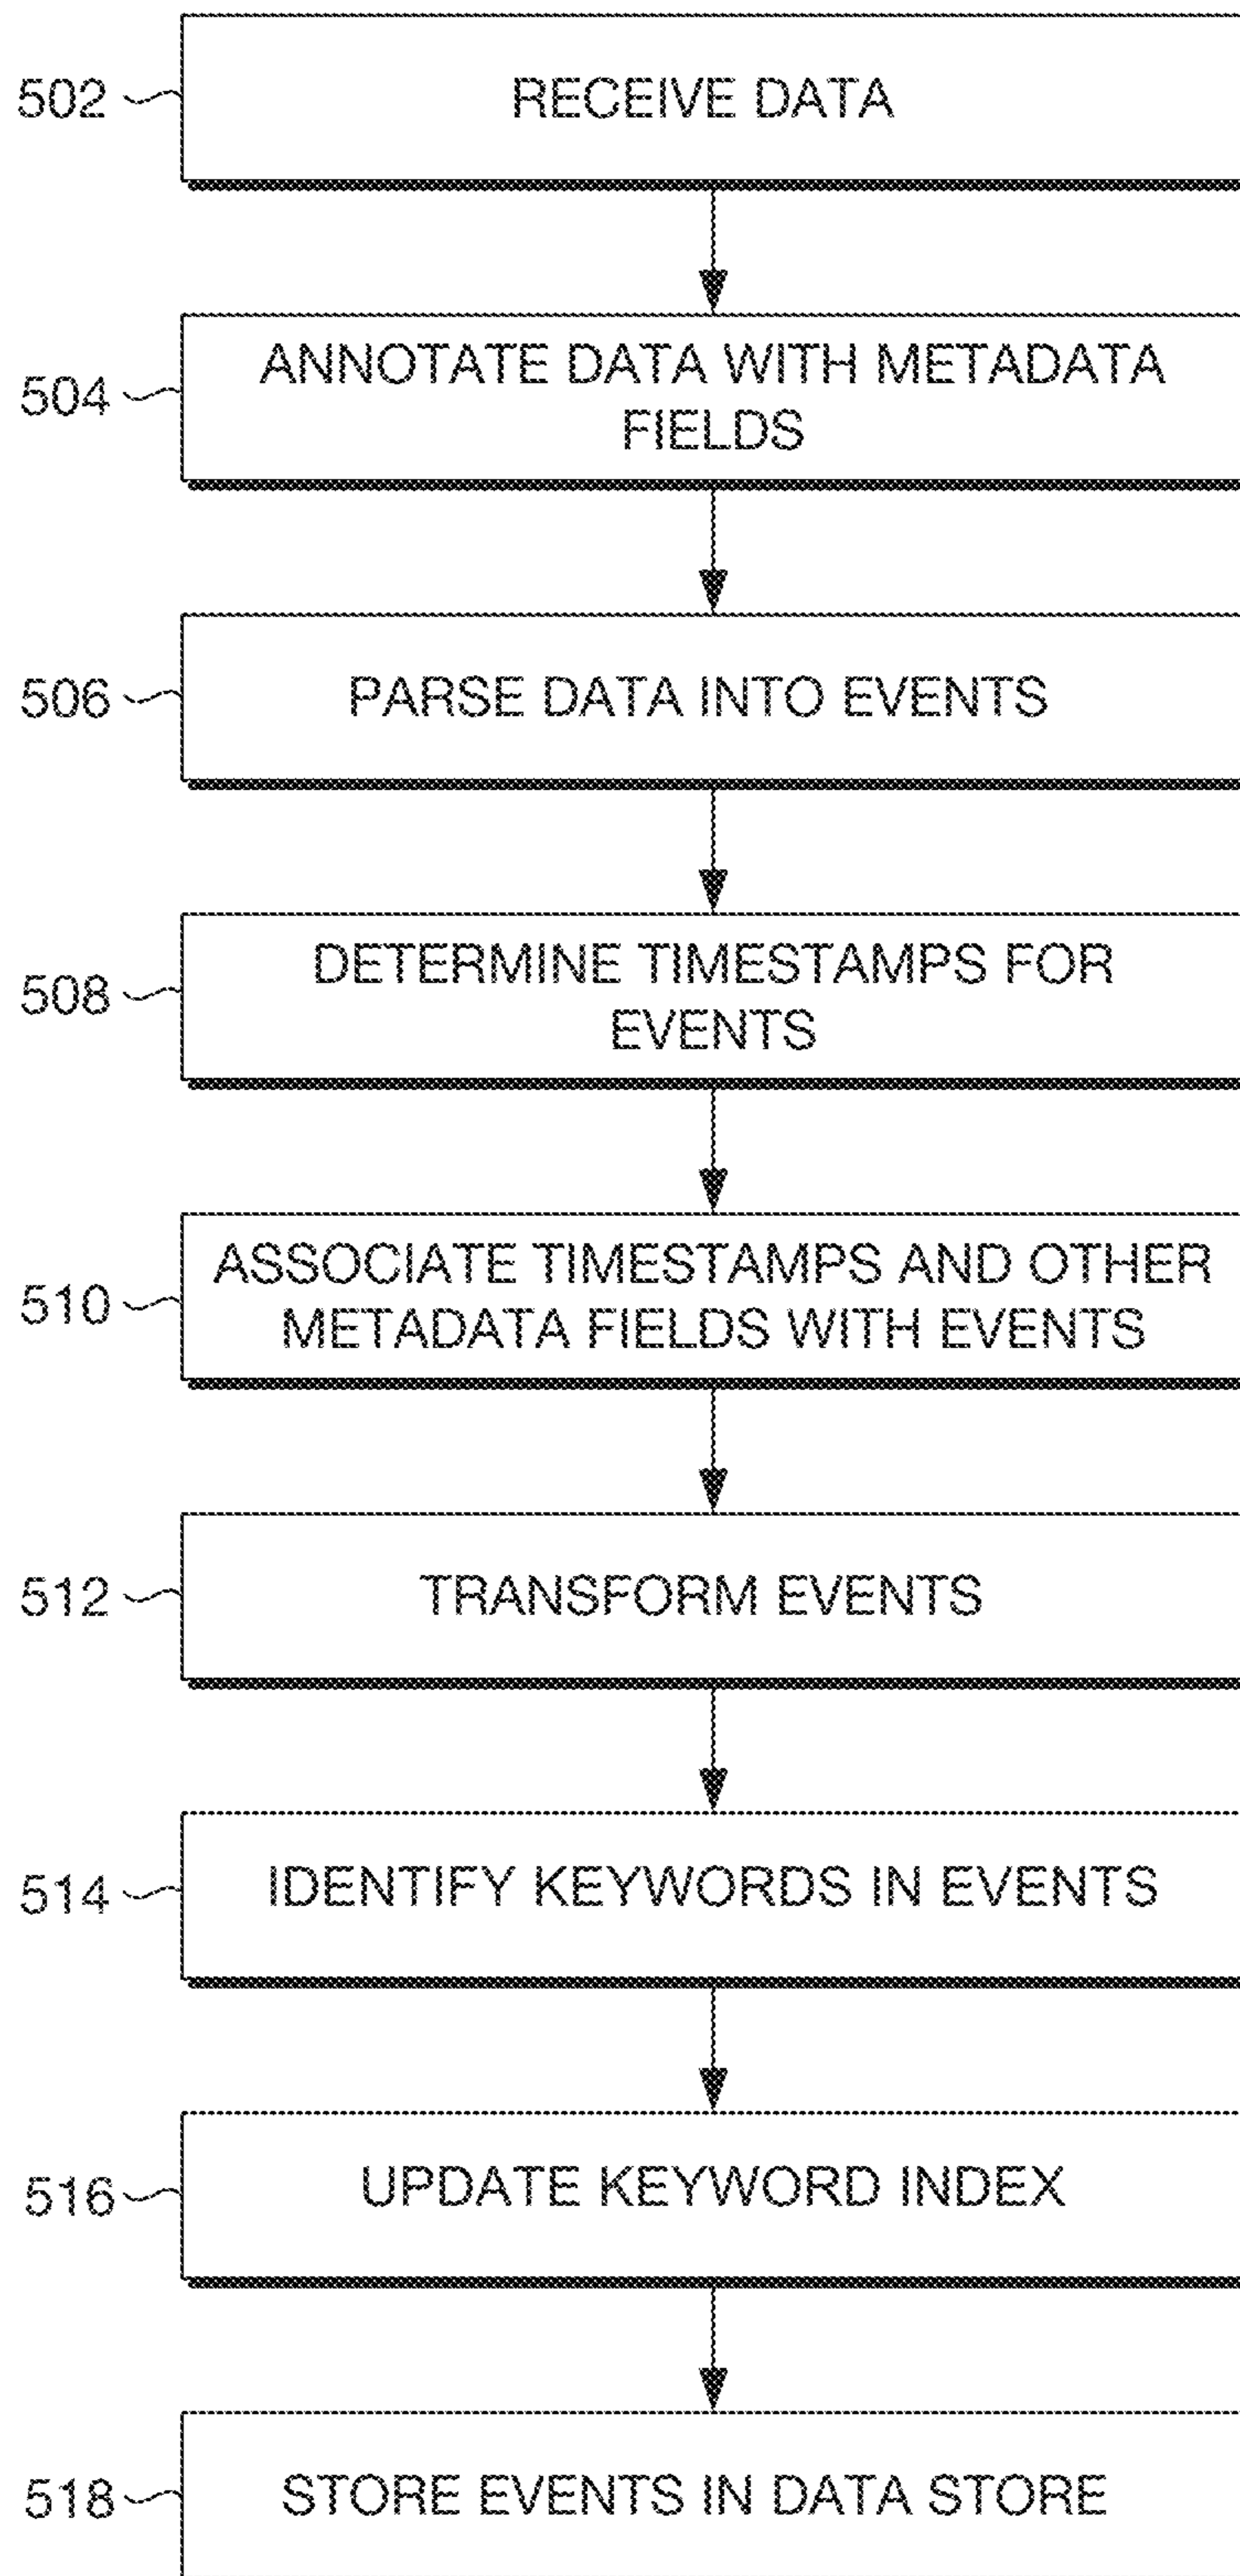 502
RECEIVE DATA
504
ANNOTATE DATA WITH METADATA
FIELDS
506
PARSE DATA INTO EVENTS
508
DETERMINE TIMESTAMPS FOR
EVENTS
510
ASSOCIATE TIMESTAMPS AND OTHER
METADATA FIELDS WITH EVENTS
512
TRANSFORM EVENTS
514
IDENTIFY KEYWORDS IN EVENTS
516
UPDATE KEYWORD INDEX
518
STORE EVENTS IN DATA STORE